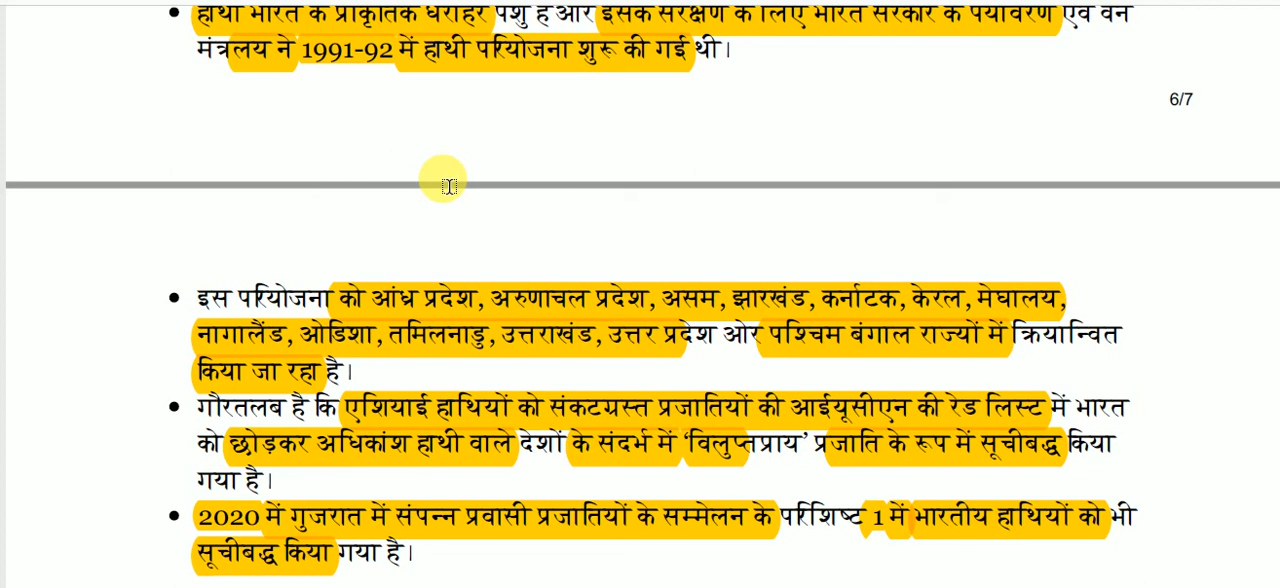 हाथी भारत के प्राकृतिक धरोहर पशु है और इसके संरक्षण के लिए भारत सरकार के पर्यावरण एवं वन
मंत्रलय ने 1991-92 में हाथी परियोजना शुरू की गई थी।
6/7
इस परियोजना को आंध्र प्रदेश, अरुणाचल प्रदेश, असम, झारखंड, कर्नाटक, केरल, मेघालय,
नागालैंड, ओडिशा, तमिलनाडु, उत्तराखंड, उत्तर प्रदेश ओर पश्चिम बंगाल राज्यों में क्रियान्वित
किया जा रहा है।
गौरतलब है कि एशियाई हाथियों को संकटग्रस्त प्रजातियों की आईयूसीएन की रेड लिस्ट में भारत
को छोड़कर अधिकांश हाथी वाले देशों के संदर्भ में ‘विलुप्तप्राय’ प्रजाति के रूप में सूचीबद्ध किया
गया है।
2020 में गुजरात में संपन्न प्रवासी प्रजातियों के सम्मेलन के परिशिष्ट 1 में भारतीय हाथियों को भी
सूचीबद्ध किया गया है।